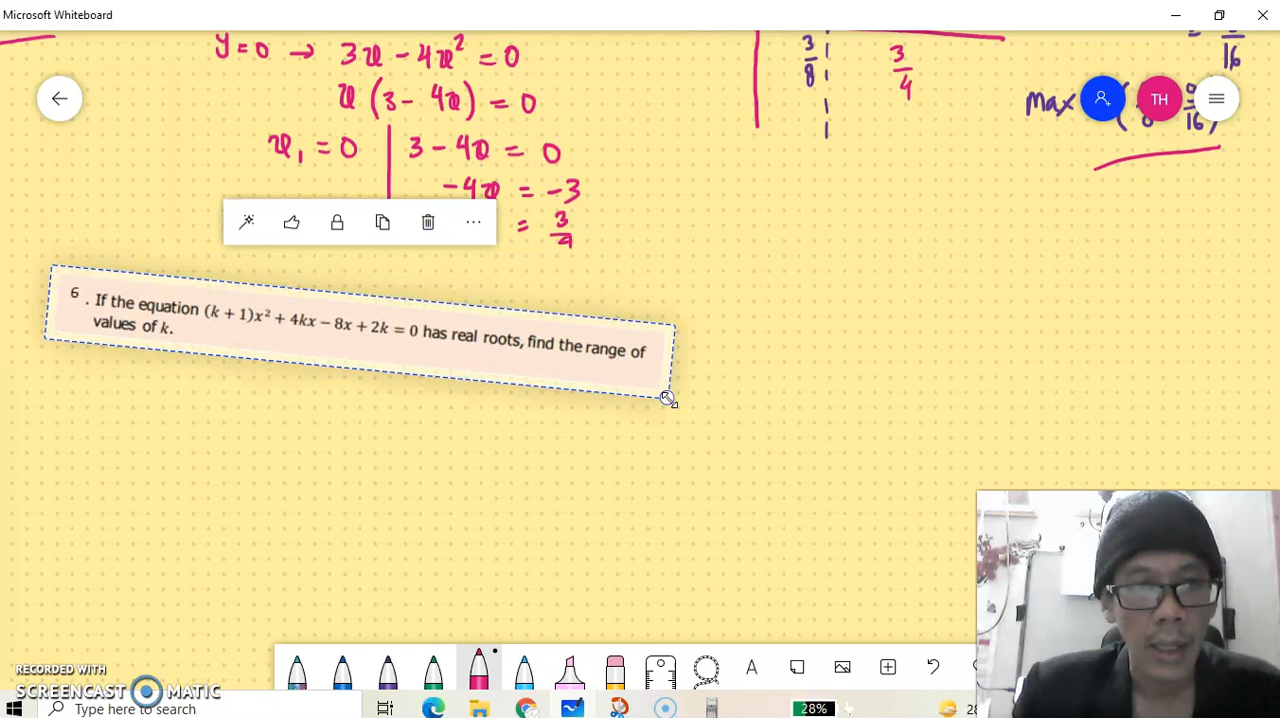 Microsoft Whiteboard
y = 0 → 3x − 4x² = 0
x (3 − 4x) = 0
x₁ = 0 | 3 − 4x = 0
−4x = −3
= 3/4
3/8
3/4
=
16
max
16
TH
6 . If the equation (k + 1)x² + 4kx − 8x + 2k = 0 has real roots, find the range of
values of k.
RECORDED WITH
SCREENCAST MATIC
A
Type here to search
28%
28